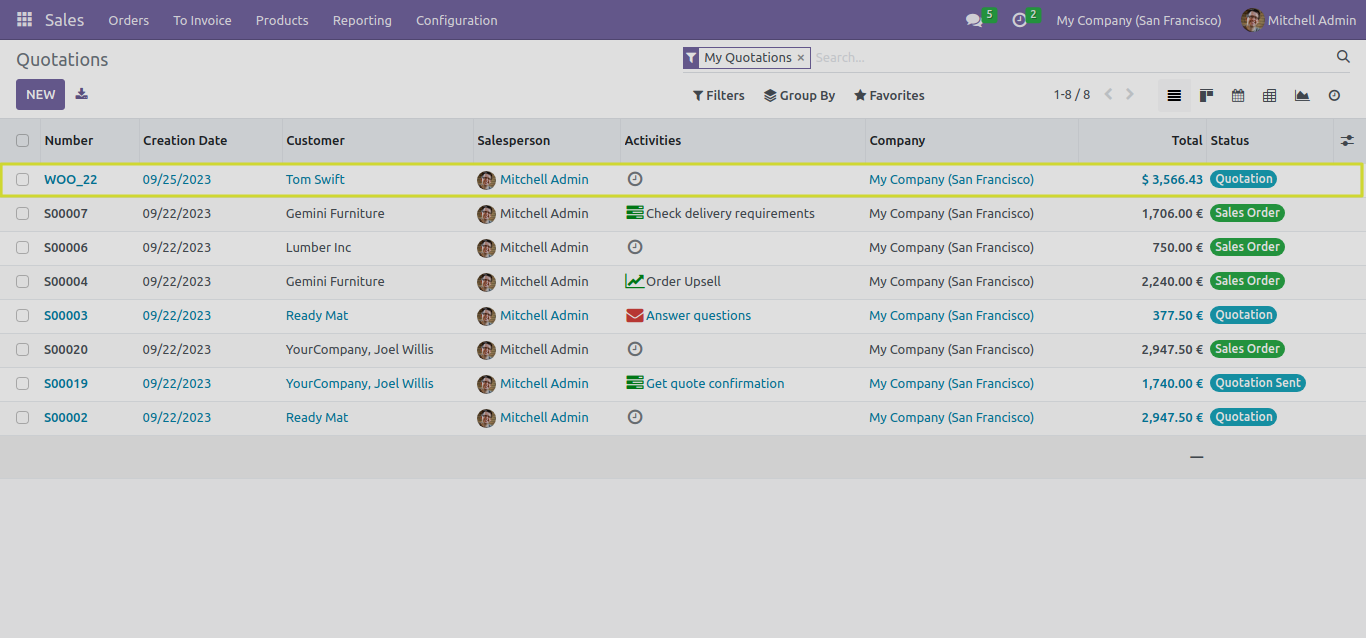 Sales Orders To Invoice Products Reporting Configuration 5 2 My Company (San Francisco) Mitchell Admin
Quotations My Quotations × Search...
NEW Filters Group By Favorites 1-8 / 8
Number Creation Date Customer Salesperson Activities Company Total Status
WOO_22 09/25/2023 Tom Swift Mitchell Admin My Company (San Francisco) $ 3,566.43 Quotation
S00007 09/22/2023 Gemini Furniture Mitchell Admin Check delivery requirements My Company (San Francisco) 1,706.00 € Sales Order
S00006 09/22/2023 Lumber Inc Mitchell Admin My Company (San Francisco) 750.00 € Sales Order
S00004 09/22/2023 Gemini Furniture Mitchell Admin Order Upsell My Company (San Francisco) 2,240.00 € Sales Order
S00003 09/22/2023 Ready Mat Mitchell Admin Answer questions My Company (San Francisco) 377.50 € Quotation
S00020 09/22/2023 YourCompany, Joel Willis Mitchell Admin My Company (San Francisco) 2,947.50 € Sales Order
S00019 09/22/2023 YourCompany, Joel Willis Mitchell Admin Get quote confirmation My Company (San Francisco) 1,740.00 € Quotation Sent
S00002 09/22/2023 Ready Mat Mitchell Admin My Company (San Francisco) 2,947.50 € Quotation
—